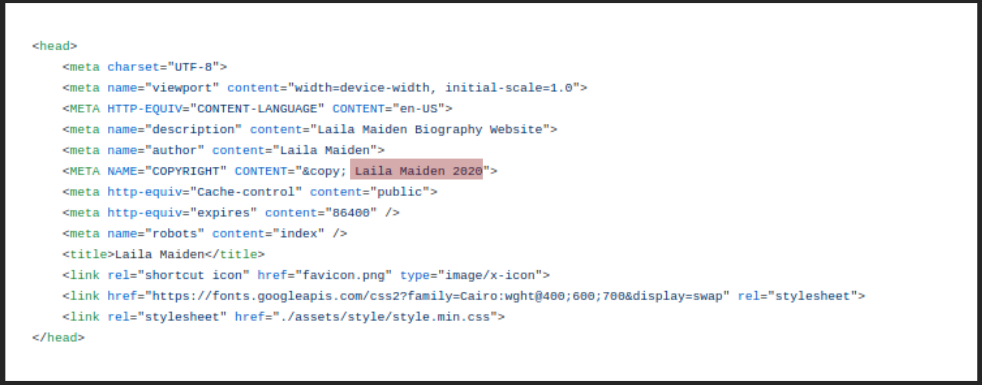 <head>
<meta charset="UTF-8">
<meta name="viewport" content="width=device-width, initial-scale=1.0">
<META HTTP-EQUIV="CONTENT-LANGUAGE" CONTENT="en-US">
<meta name="description" content="Laila Maiden Biography Website">
<meta name="author" content="Laila Maiden">
<META NAME="COPYRIGHT" CONTENT="&copy; Laila Maiden 2020">
<meta http-equiv="Cache-control" content="public">
<meta http-equiv="expires" content="86400" />
<meta name="robots" content="index" />
<title>Laila Maiden</title>
<link rel="shortcut icon" href="favicon.png" type="image/x-icon">
<link href="https://fonts.googleapis.com/css2?family=Cairo:wght@400;600;700&display=swap" rel="stylesheet">
<link rel="stylesheet" href="./assets/style/style.min.css">
</head>